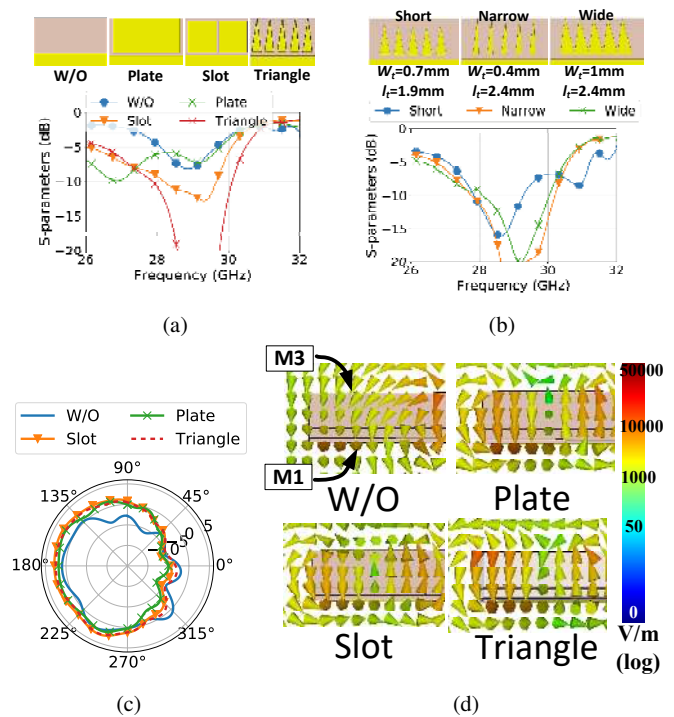 (a)
W/O Plate Slot Triangle
W/O Plate
Slot Triangle
S-parameters (dB)
0
−5
−10
−15
−20
26 28 30 32
Frequency (GHz)
(a)
(b)
Short Narrow Wide
Wt=0.7mm Wt=0.4mm Wt=1mm
lt=1.9mm lt=2.4mm lt=2.4mm
Short Narrow Wide
S-parameters (dB)
0
−5
−10
−15
20
26 28 30 32
Frequency (GHz)
(b)
(c)
W/O Plate
Slot Triangle
90°
135° 45°
5
0
−5
−10
180° 0°
225° 315°
270°
(c)
(d)
M3
M1
W/O Plate
Slot Triangle
50000
10000
1000
50
0
V/m
(log)
(d)